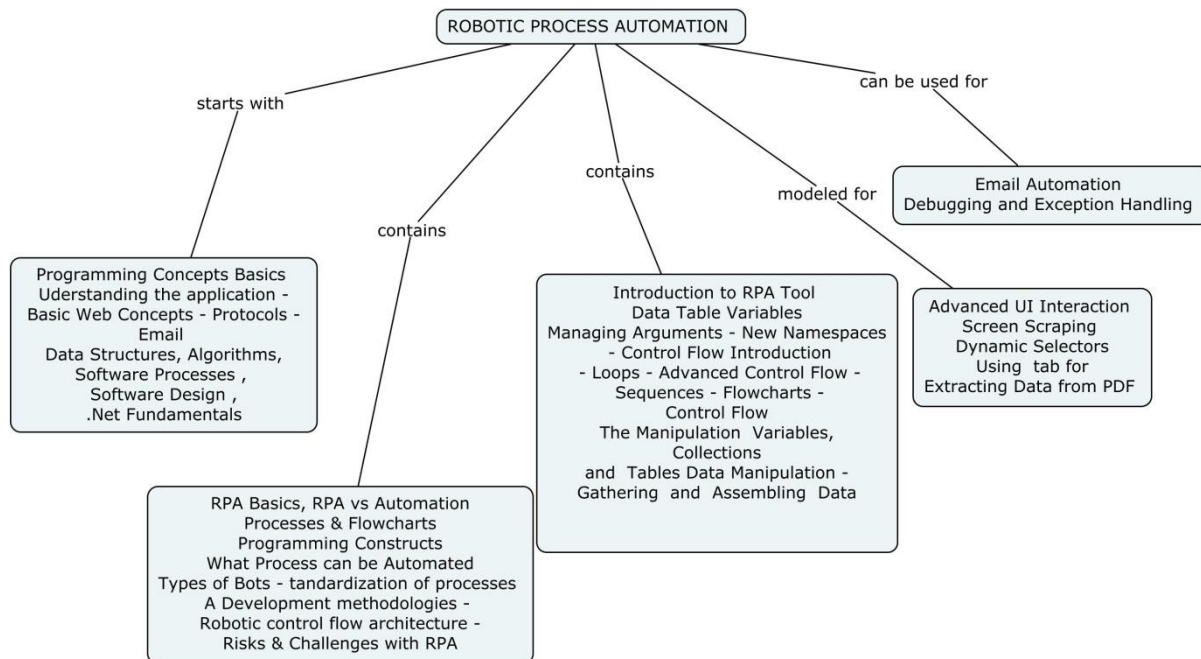 ROBOTIC PROCESS AUTOMATION
starts with
contains
contains
modeled for
can be used for
Programming Concepts Basics
Uderstanding the application -
Basic Web Concepts - Protocols -
Email
Data Structures, Algorithms,
Software Processes ,
Software Design ,
.Net Fundamentals
RPA Basics, RPA vs Automation
Processes & Flowcharts
Programming Constructs
What Process can be Automated
Types of Bots - tandardization of processes
A Development methodologies -
Robotic control flow architecture -
Risks & Challenges with RPA
Introduction to RPA Tool
Data Table Variables
Managing Arguments - New Namespaces
- Control Flow Introduction
- Loops - Advanced Control Flow -
Sequences - Flowcharts -
Control Flow
The Manipulation Variables,
Collections
and Tables Data Manipulation -
Gathering and Assembling Data
Advanced UI Interaction
Screen Scraping
Dynamic Selectors
Using tab for
Extracting Data from PDF
Email Automation
Debugging and Exception Handling